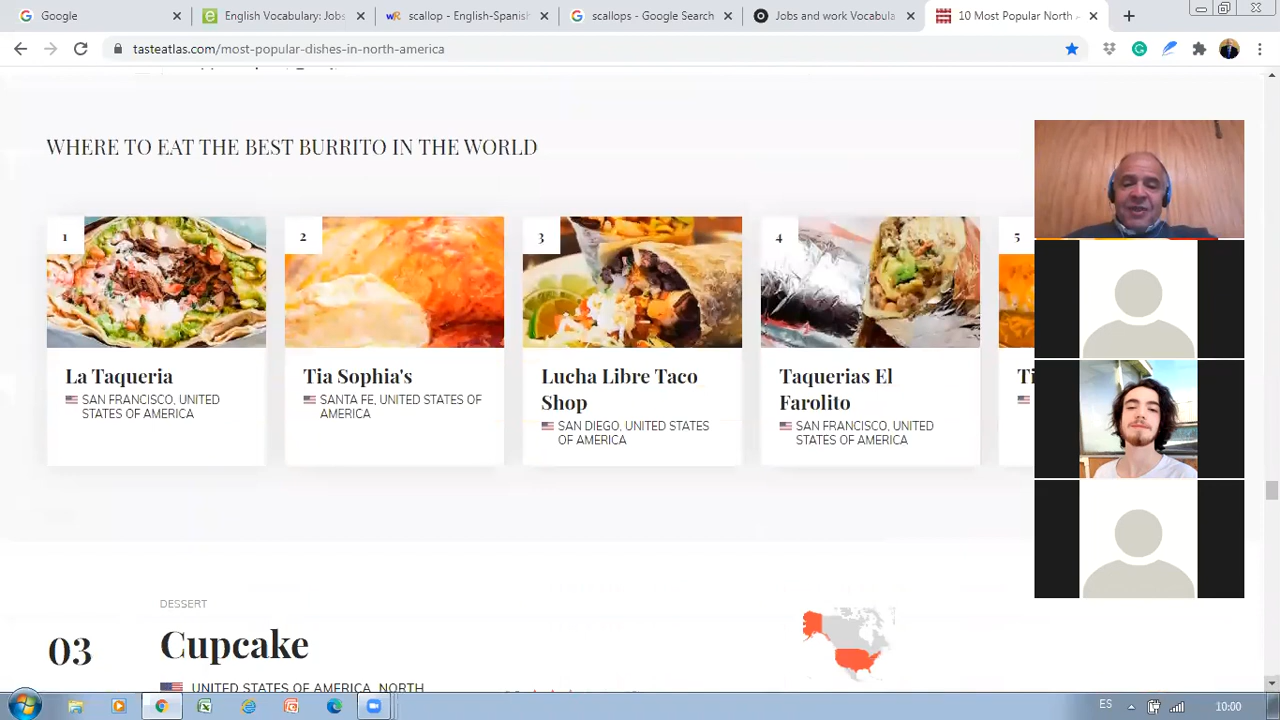 Google
English Vocabulary: Jobs
scallop - English-Spanish
scallops - Google Search
Jobs and work Vocabula
10 Most Popular North
tasteatlas.com/most-popular-dishes-in-north-america
WHERE TO EAT THE BEST BURRITO IN THE WORLD
1
2
3
4
5
La Taqueria
SAN FRANCISCO, UNITED
STATES OF AMERICA
Tia Sophia's
SANTA FE, UNITED STATES OF
AMERICA
Lucha Libre Taco
Shop
SAN DIEGO, UNITED STATES
OF AMERICA
Taquerias El
Farolito
SAN FRANCISCO, UNITED
STATES OF AMERICA
Ti
DESSERT
03
Cupcake
UNITED STATES OF AMERICA, NORTH
ES
10:00